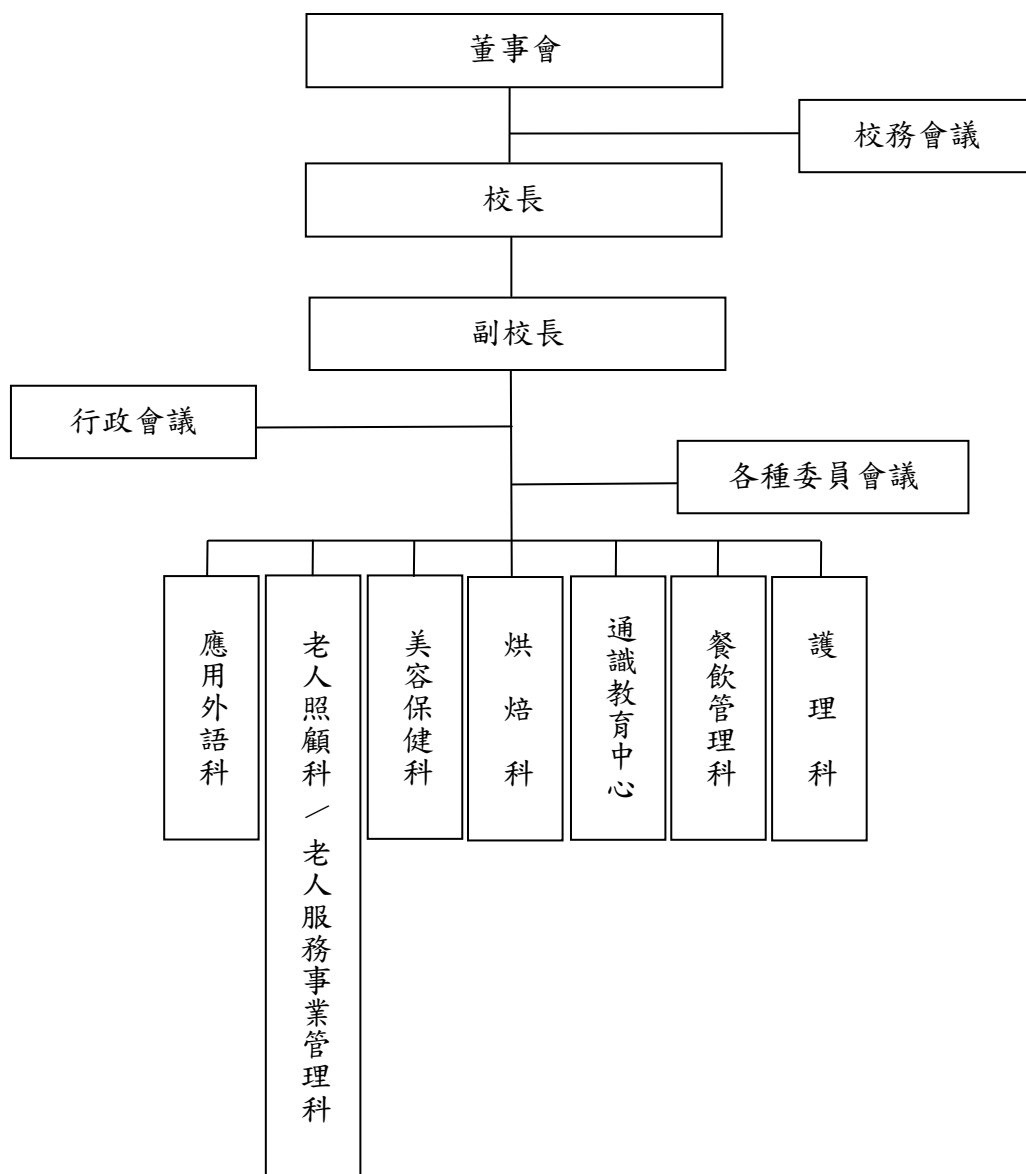 董事會
校務會議
校長
副校長
行政會議
各種委員會議
應用外語科
老人照顧科／老人服務事業管理科
美容保健科
烘焙科
通識教育中心
餐飲管理科
護理科